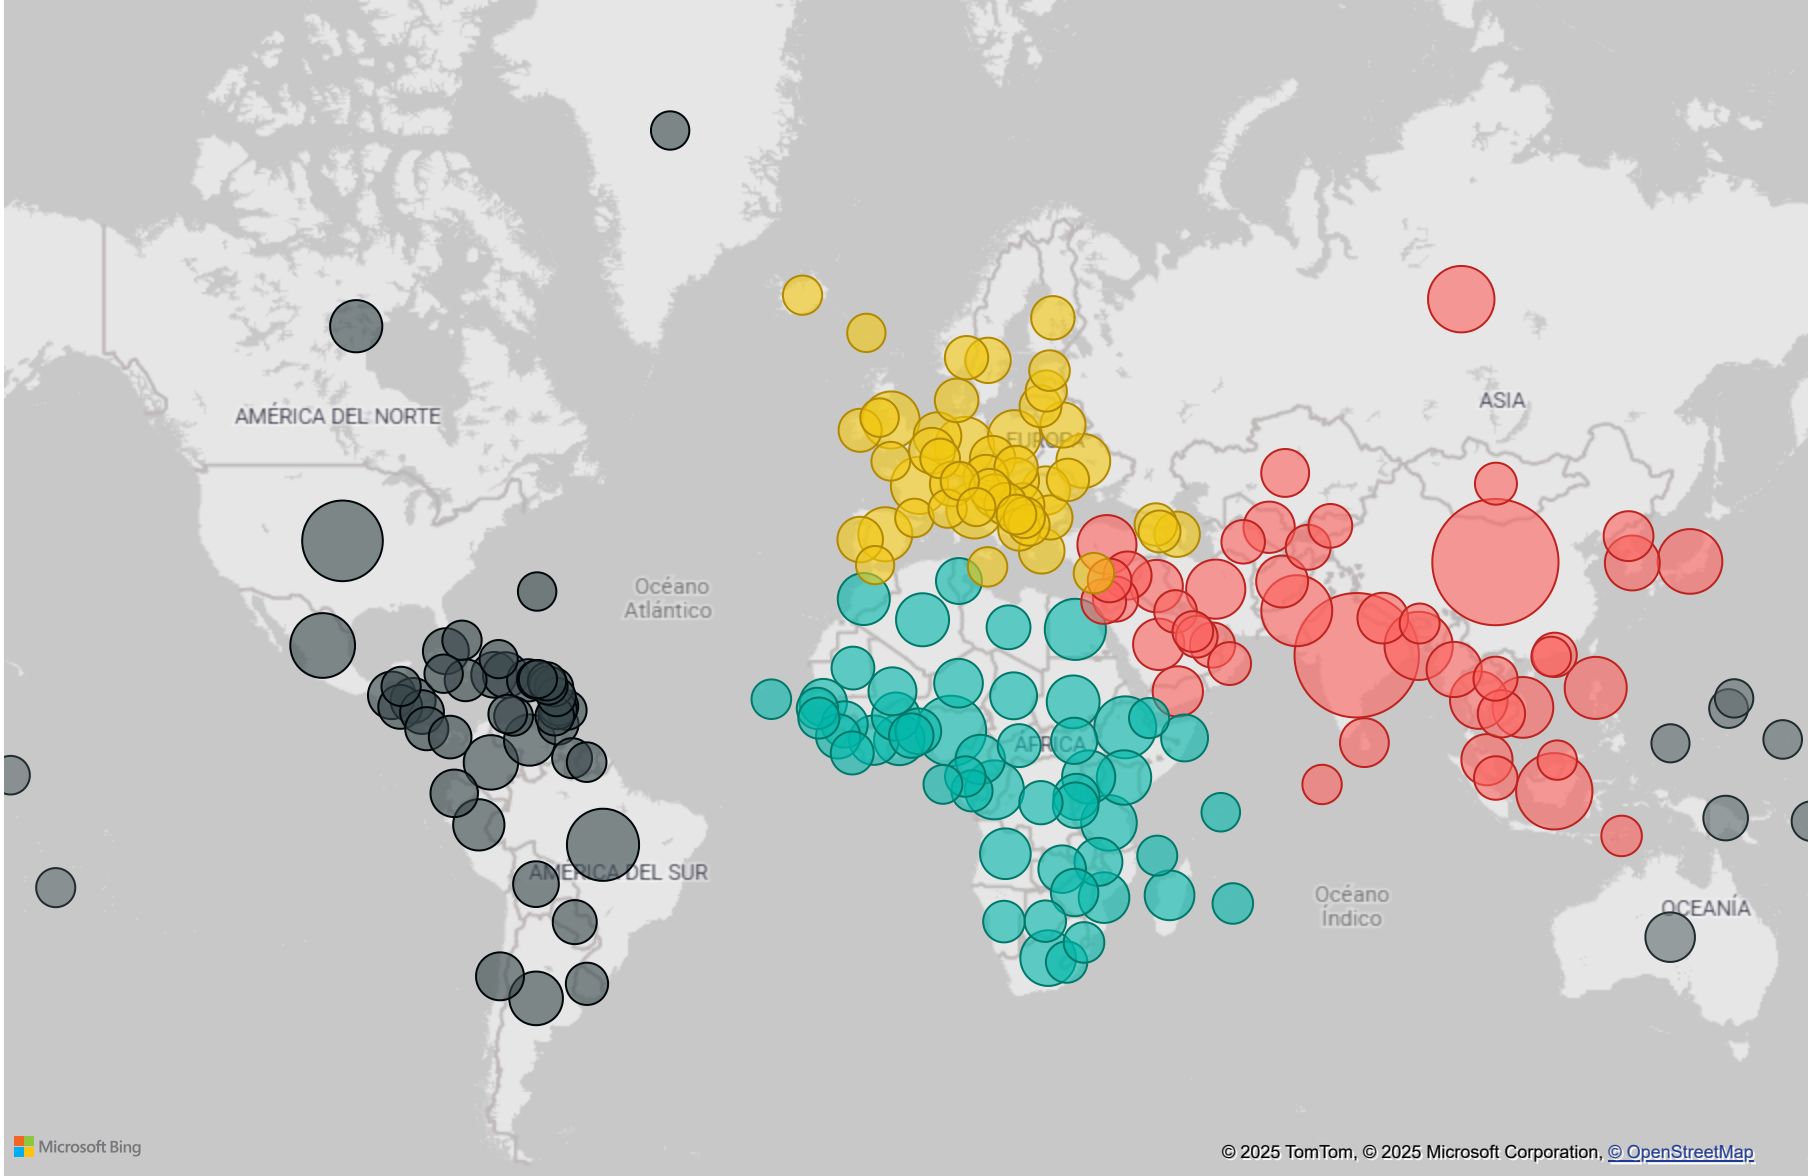 AMÉRICA DEL NORTE
ASIA
EUROPA
Océano
Atlántico
ÁFRICA
AMÉRICA DEL SUR
Océano
Índico
OCEANÍA
Microsoft Bing
© 2025 TomTom, © 2025 Microsoft Corporation, © OpenStreetMap